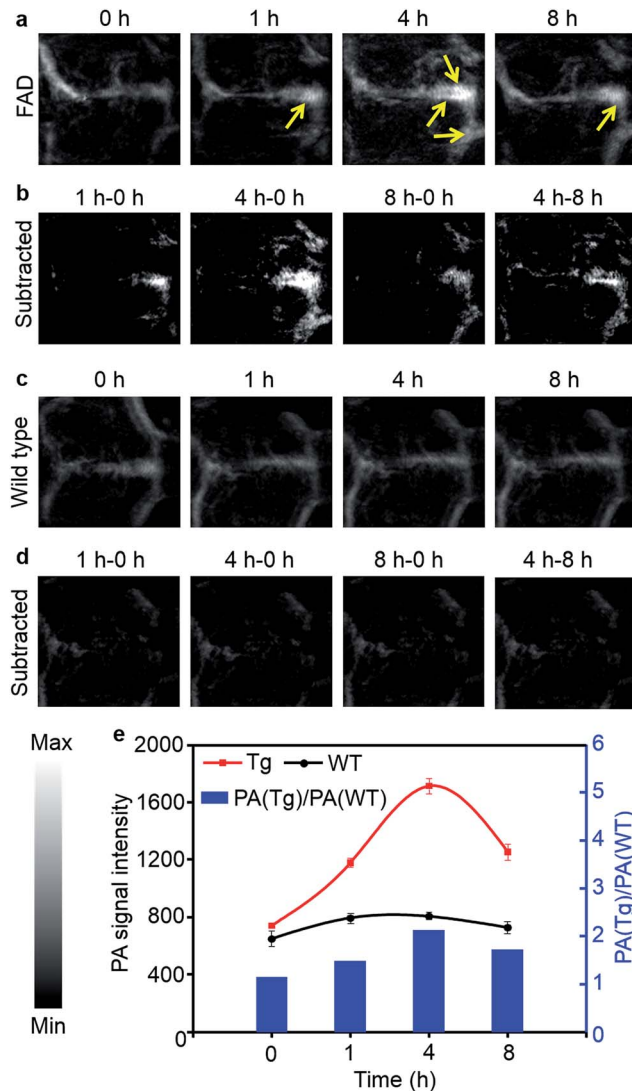 a 0 h 1 h 4 h 8 h
FAD
b 1 h-0 h 4 h-0 h 8 h-0 h 4 h-8 h
Subtracted
c 0 h 1 h 4 h 8 h
Wild type
d 1 h-0 h 4 h-0 h 8 h-0 h 4 h-8 h
Subtracted
Max
Min
e
Tg WT
PA(Tg)/PA(WT)
PA signal intensity
2000
1600
1200
800
400
0
PA(Tg)/PA(WT)
6
5
4
3
2
1
0
0 1 4 8
Time (h)